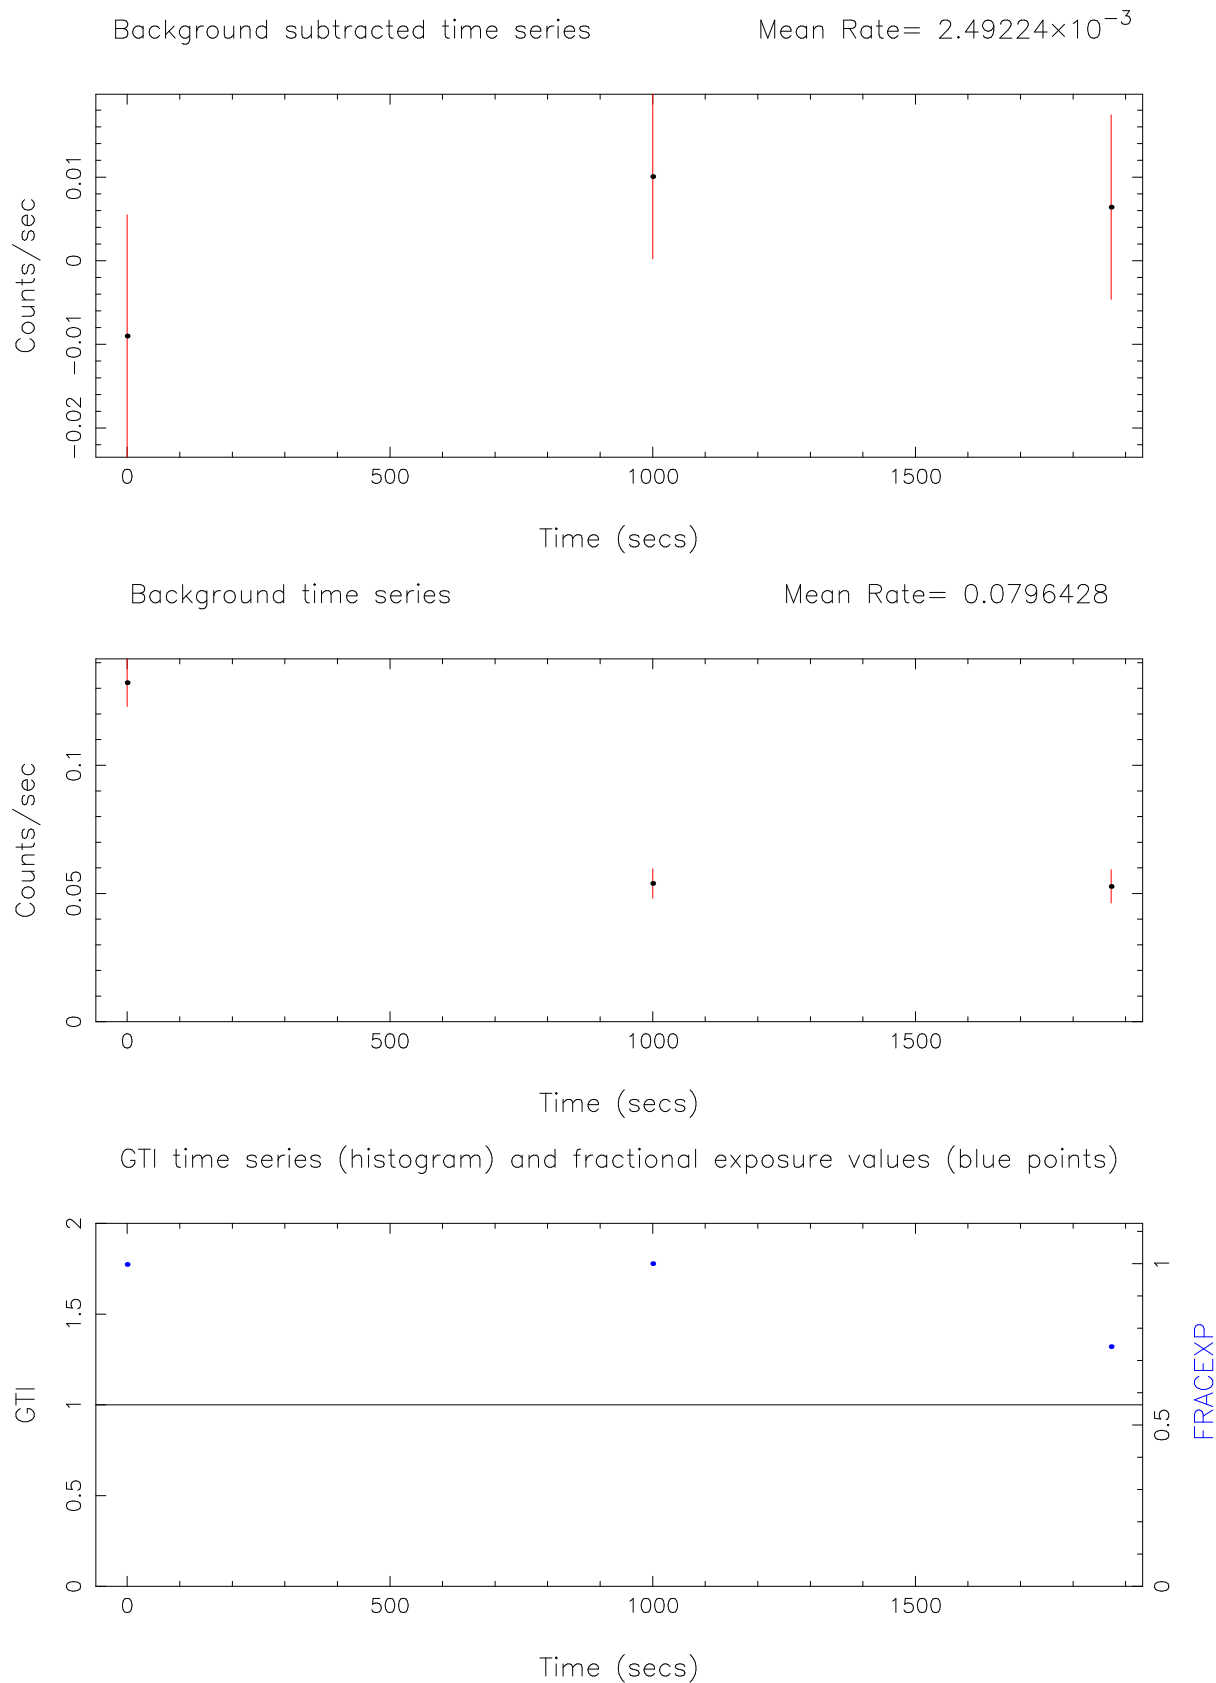 Background subtracted time series Mean Rate= 2.49224×10⁻³
0.01
0
−0.01
−0.02
Counts/sec
0 500 1000 1500
Time (secs)
Background time series Mean Rate= 0.0796428
0.1
0.05
0
Counts/sec
0 500 1000 1500
Time (secs)
GTI time series (histogram) and fractional exposure values (blue points)
2
1.5
1
0.5
0
GTI
1
0.5
0
FRACEXP
0 500 1000 1500
Time (secs)